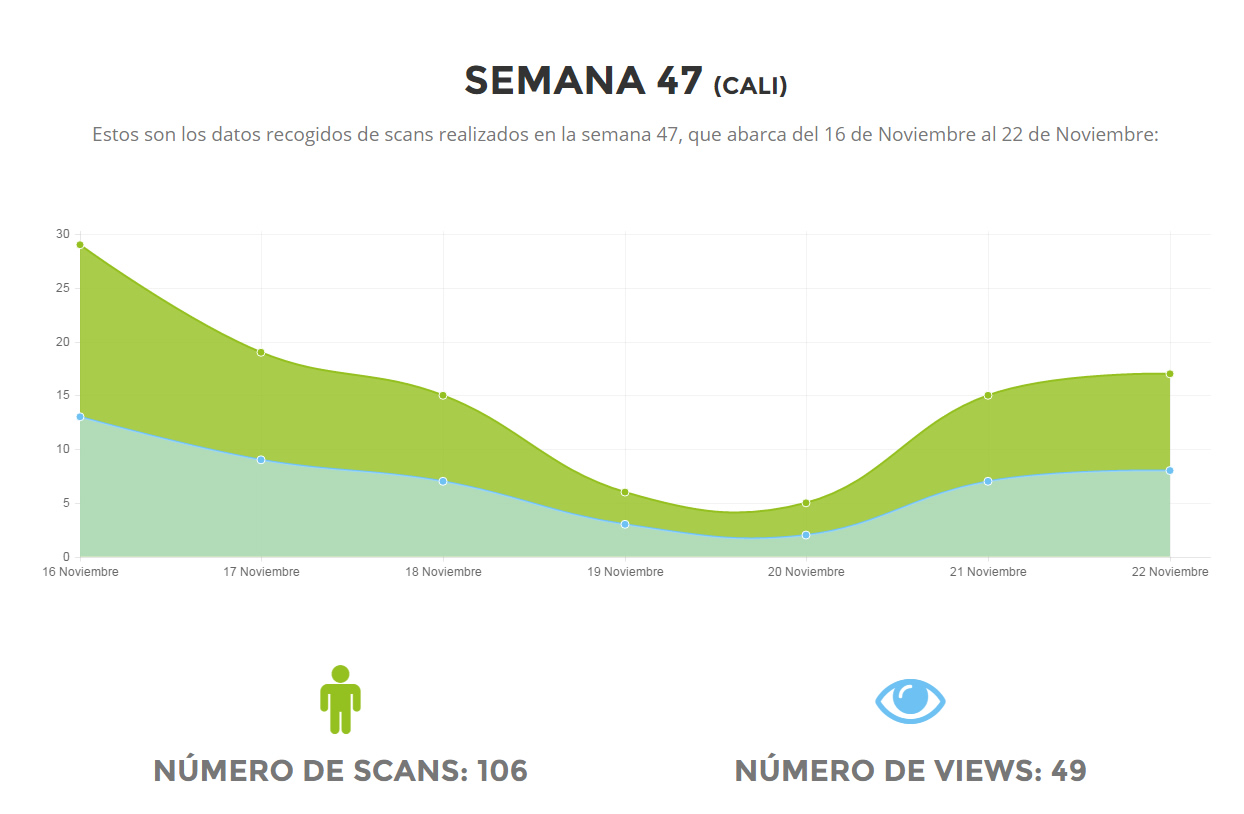 SEMANA 47 (CALI)
Estos son los datos recogidos de scans realizados en la semana 47, que abarca del 16 de Noviembre al 22 de Noviembre:
30
25
20
15
10
5
0
16 Noviembre 17 Noviembre 18 Noviembre 19 Noviembre 20 Noviembre 21 Noviembre 22 Noviembre
NÚMERO DE SCANS: 106 NÚMERO DE VIEWS: 49